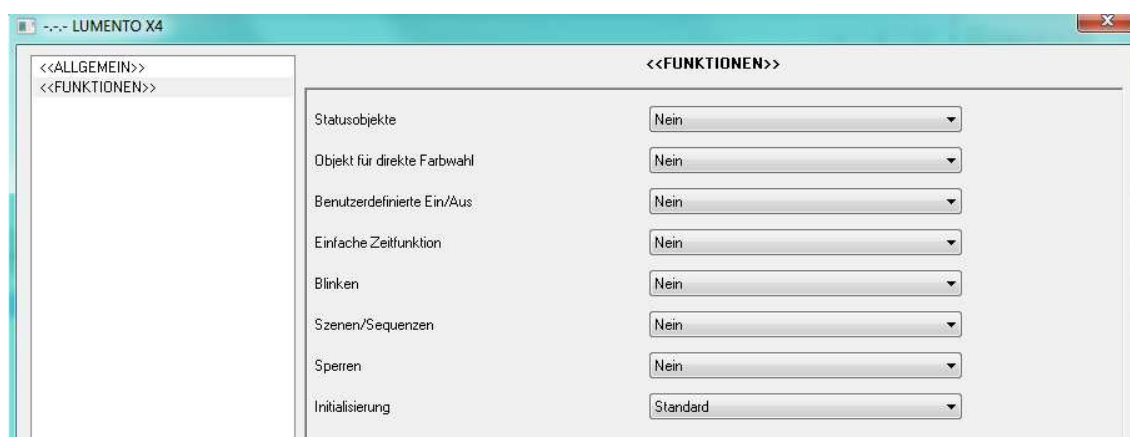 -.-.- LUMENTO X4
<<ALLGEMEIN>>
<<FUNKTIONEN>>
<<FUNKTIONEN>>
Statusobjekte Nein
Objekt für direkte Farbwahl Nein
Benutzerdefinierte Ein/Aus Nein
Einfache Zeitfunktion Nein
Blinken Nein
Szenen/Sequenzen Nein
Sperren Nein
Initialisierung Standard